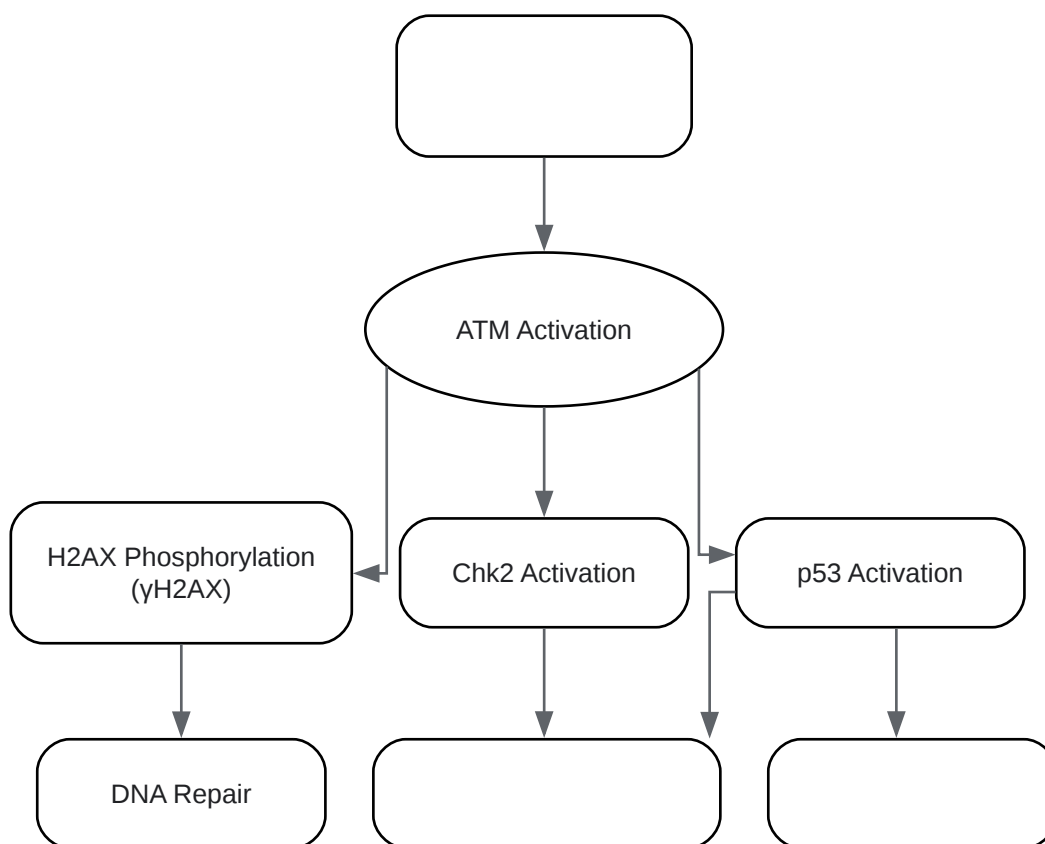 ATM Activation
H2AX Phosphorylation
(γH2AX)
Chk2 Activation
p53 Activation
DNA Repair